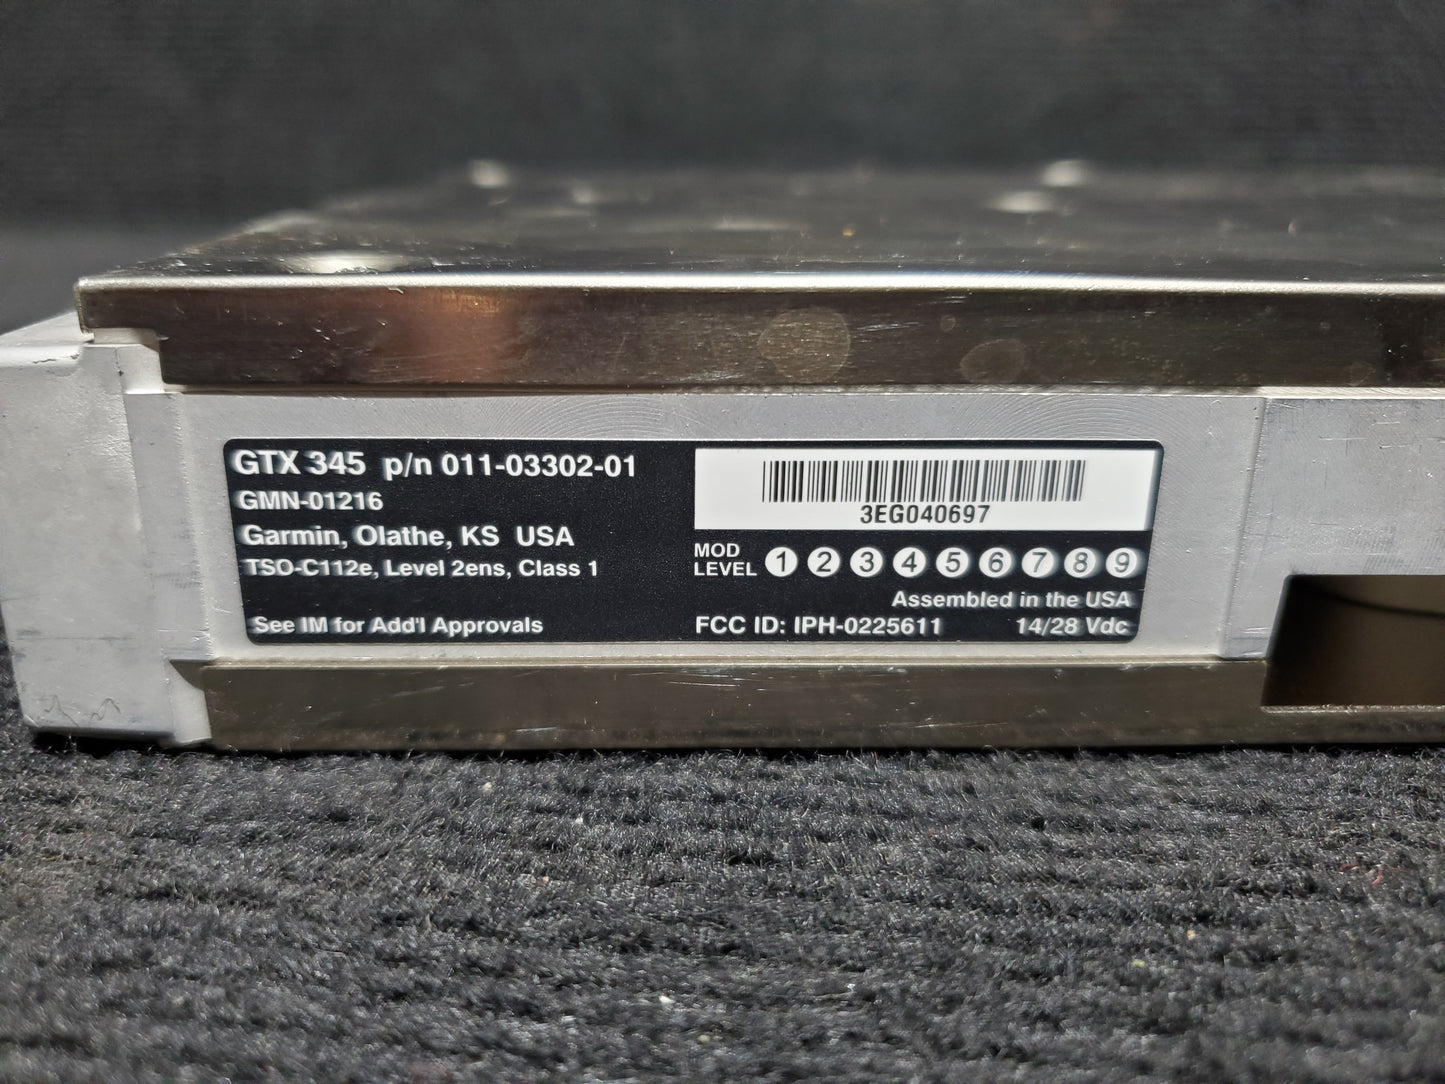 GTX 345 p/n 011-03302-01
GMN-01216
Garmin, Olathe, KS USA
TSO-C112e, Level 2ens, Class 1
See IM for Add'l Approvals
3EG040697
MOD
LEVEL 1 2 3 4 5 6 7 8 9
Assembled in the USA
FCC ID: IPH-0225611 14/28 Vdc